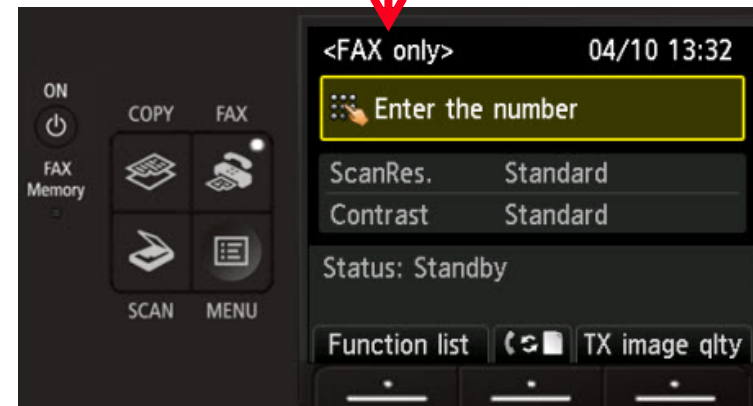 <FAX only> 04/10 13:32
ON
COPY FAX
Enter the number
FAX
Memory
ScanRes. Standard
Contrast Standard
Status: Standby
SCAN MENU
Function list TX image qlty